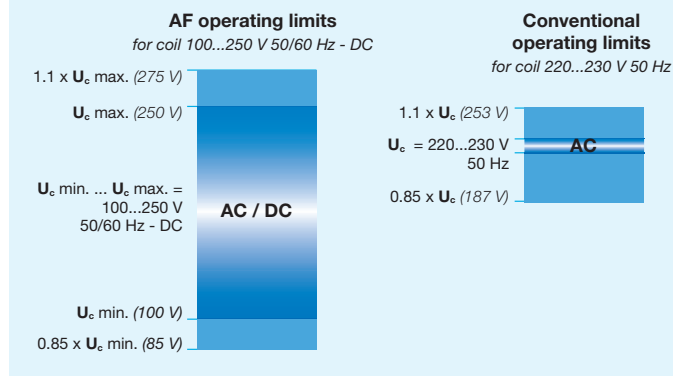 AF operating limits
for coil 100...250 V 50/60 Hz - DC
1.1 x Uc max. (275 V)
Uc max. (250 V)
Uc min. ... Uc max. =
100...250 V
50/60 Hz - DC
AC / DC
Uc min. (100 V)
0.85 x Uc min. (85 V)
Conventional
operating limits
for coil 220...230 V 50 Hz
1.1 x Uc (253 V)
Uc = 220...230 V
50 Hz
AC
0.85 x Uc (187 V)